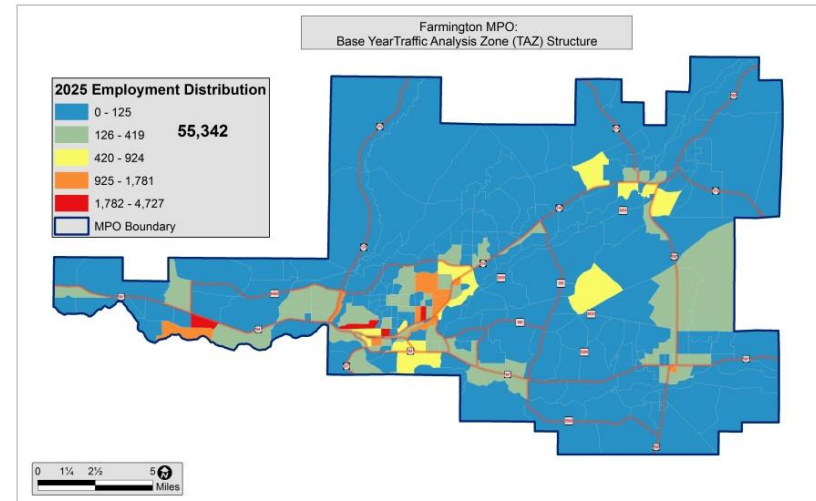 Farmington MPO:
Base YearTraffic Analysis Zone (TAZ) Structure
2025 Employment Distribution
0 - 125
55,342
126 - 419
420 - 924
925 - 1,781
1,782 - 4,727
MPO Boundary
0 1¼ 2½ 5
Miles
N